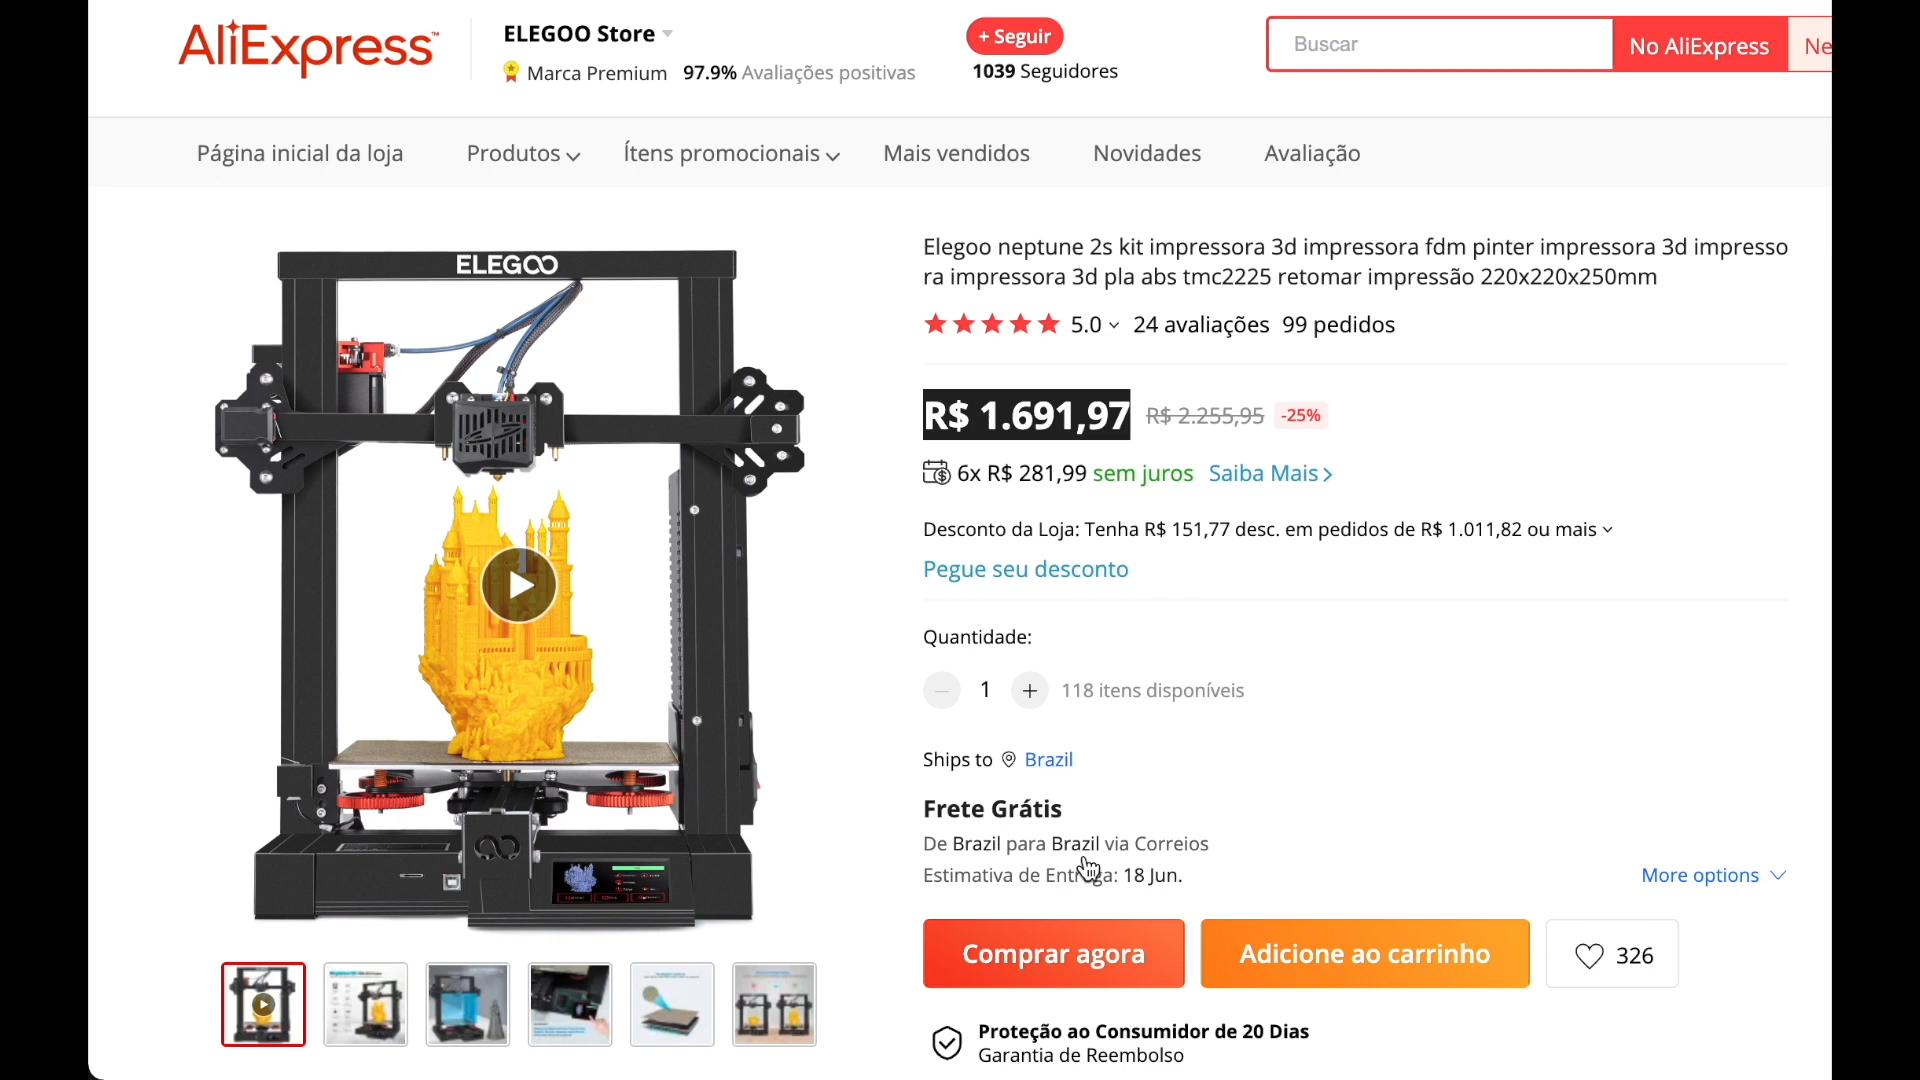 AliExpress™
ELEGOO Store
Marca Premium 97.9% Avaliações positivas
+ Seguir
1039 Seguidores
Buscar
No AliExpress
Ne
Página inicial da loja
Produtos
Ítens promocionais
Mais vendidos
Novidades
Avaliação
ELEGOO
Elegoo neptune 2s kit impressora 3d impressora fdm pinter impressora 3d impresso
ra impressora 3d pla abs tmc2225 retomar impressão 220x220x250mm
5.0 24 avaliações 99 pedidos
R$ 1.691,97 R$ 2.255,95 -25%
6x R$ 281,99 sem juros Saiba Mais
Desconto da Loja: Tenha R$ 151,77 desc. em pedidos de R$ 1.011,82 ou mais
Pegue seu desconto
Quantidade:
1 + 118 itens disponíveis
Ships to Brazil
Frete Grátis
De Brazil para Brazil via Correios
Estimativa de Entrega: 18 Jun.
More options
Comprar agora
Adicione ao carrinho
326
Proteção ao Consumidor de 20 Dias
Garantia de Reembolso